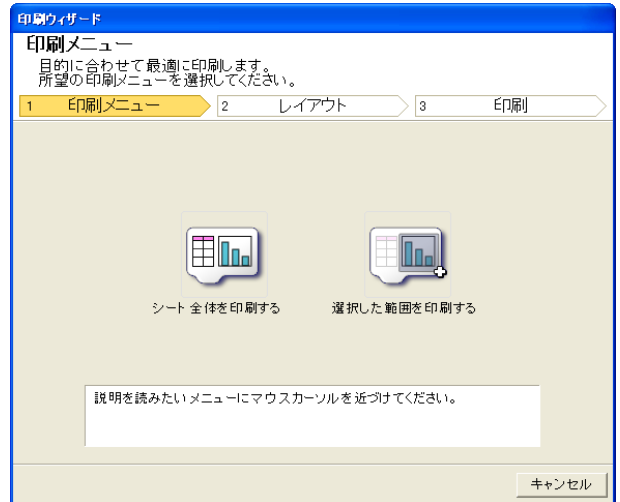 印刷ウィザード
印刷メニュー
目的に合わせて最適に印刷します。
所望の印刷メニューを選択してください。
1 印刷メニュー 2 レイアウト 3 印刷
シート全体を印刷する 選択した範囲を印刷する
説明を読みたいメニューにマウスカーソルを近づけてください。
キャンセル